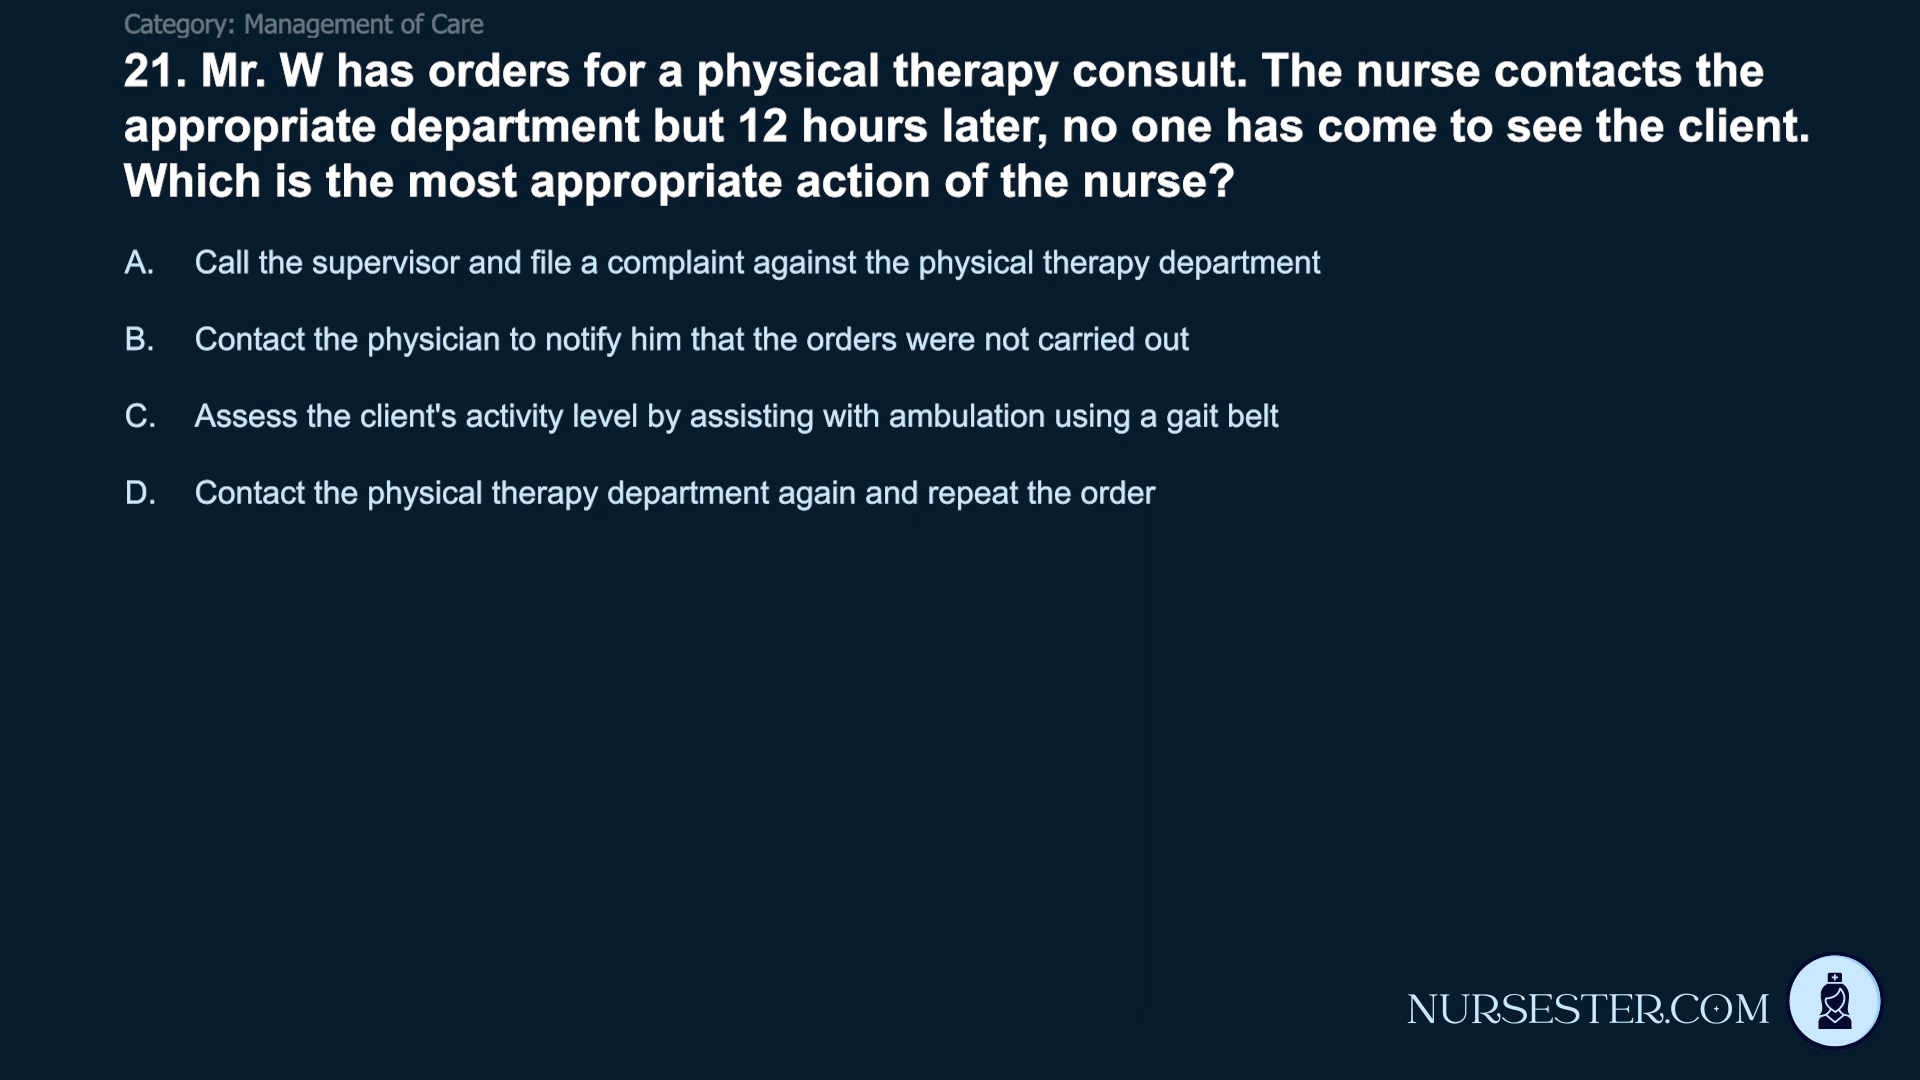 Category: Management of Care
21. Mr. W has orders for a physical therapy consult. The nurse contacts the
appropriate department but 12 hours later, no one has come to see the client.
Which is the most appropriate action of the nurse?
A. Call the supervisor and file a complaint against the physical therapy department
B. Contact the physician to notify him that the orders were not carried out
C. Assess the client's activity level by assisting with ambulation using a gait belt
D. Contact the physical therapy department again and repeat the order
NURSESTER.COM